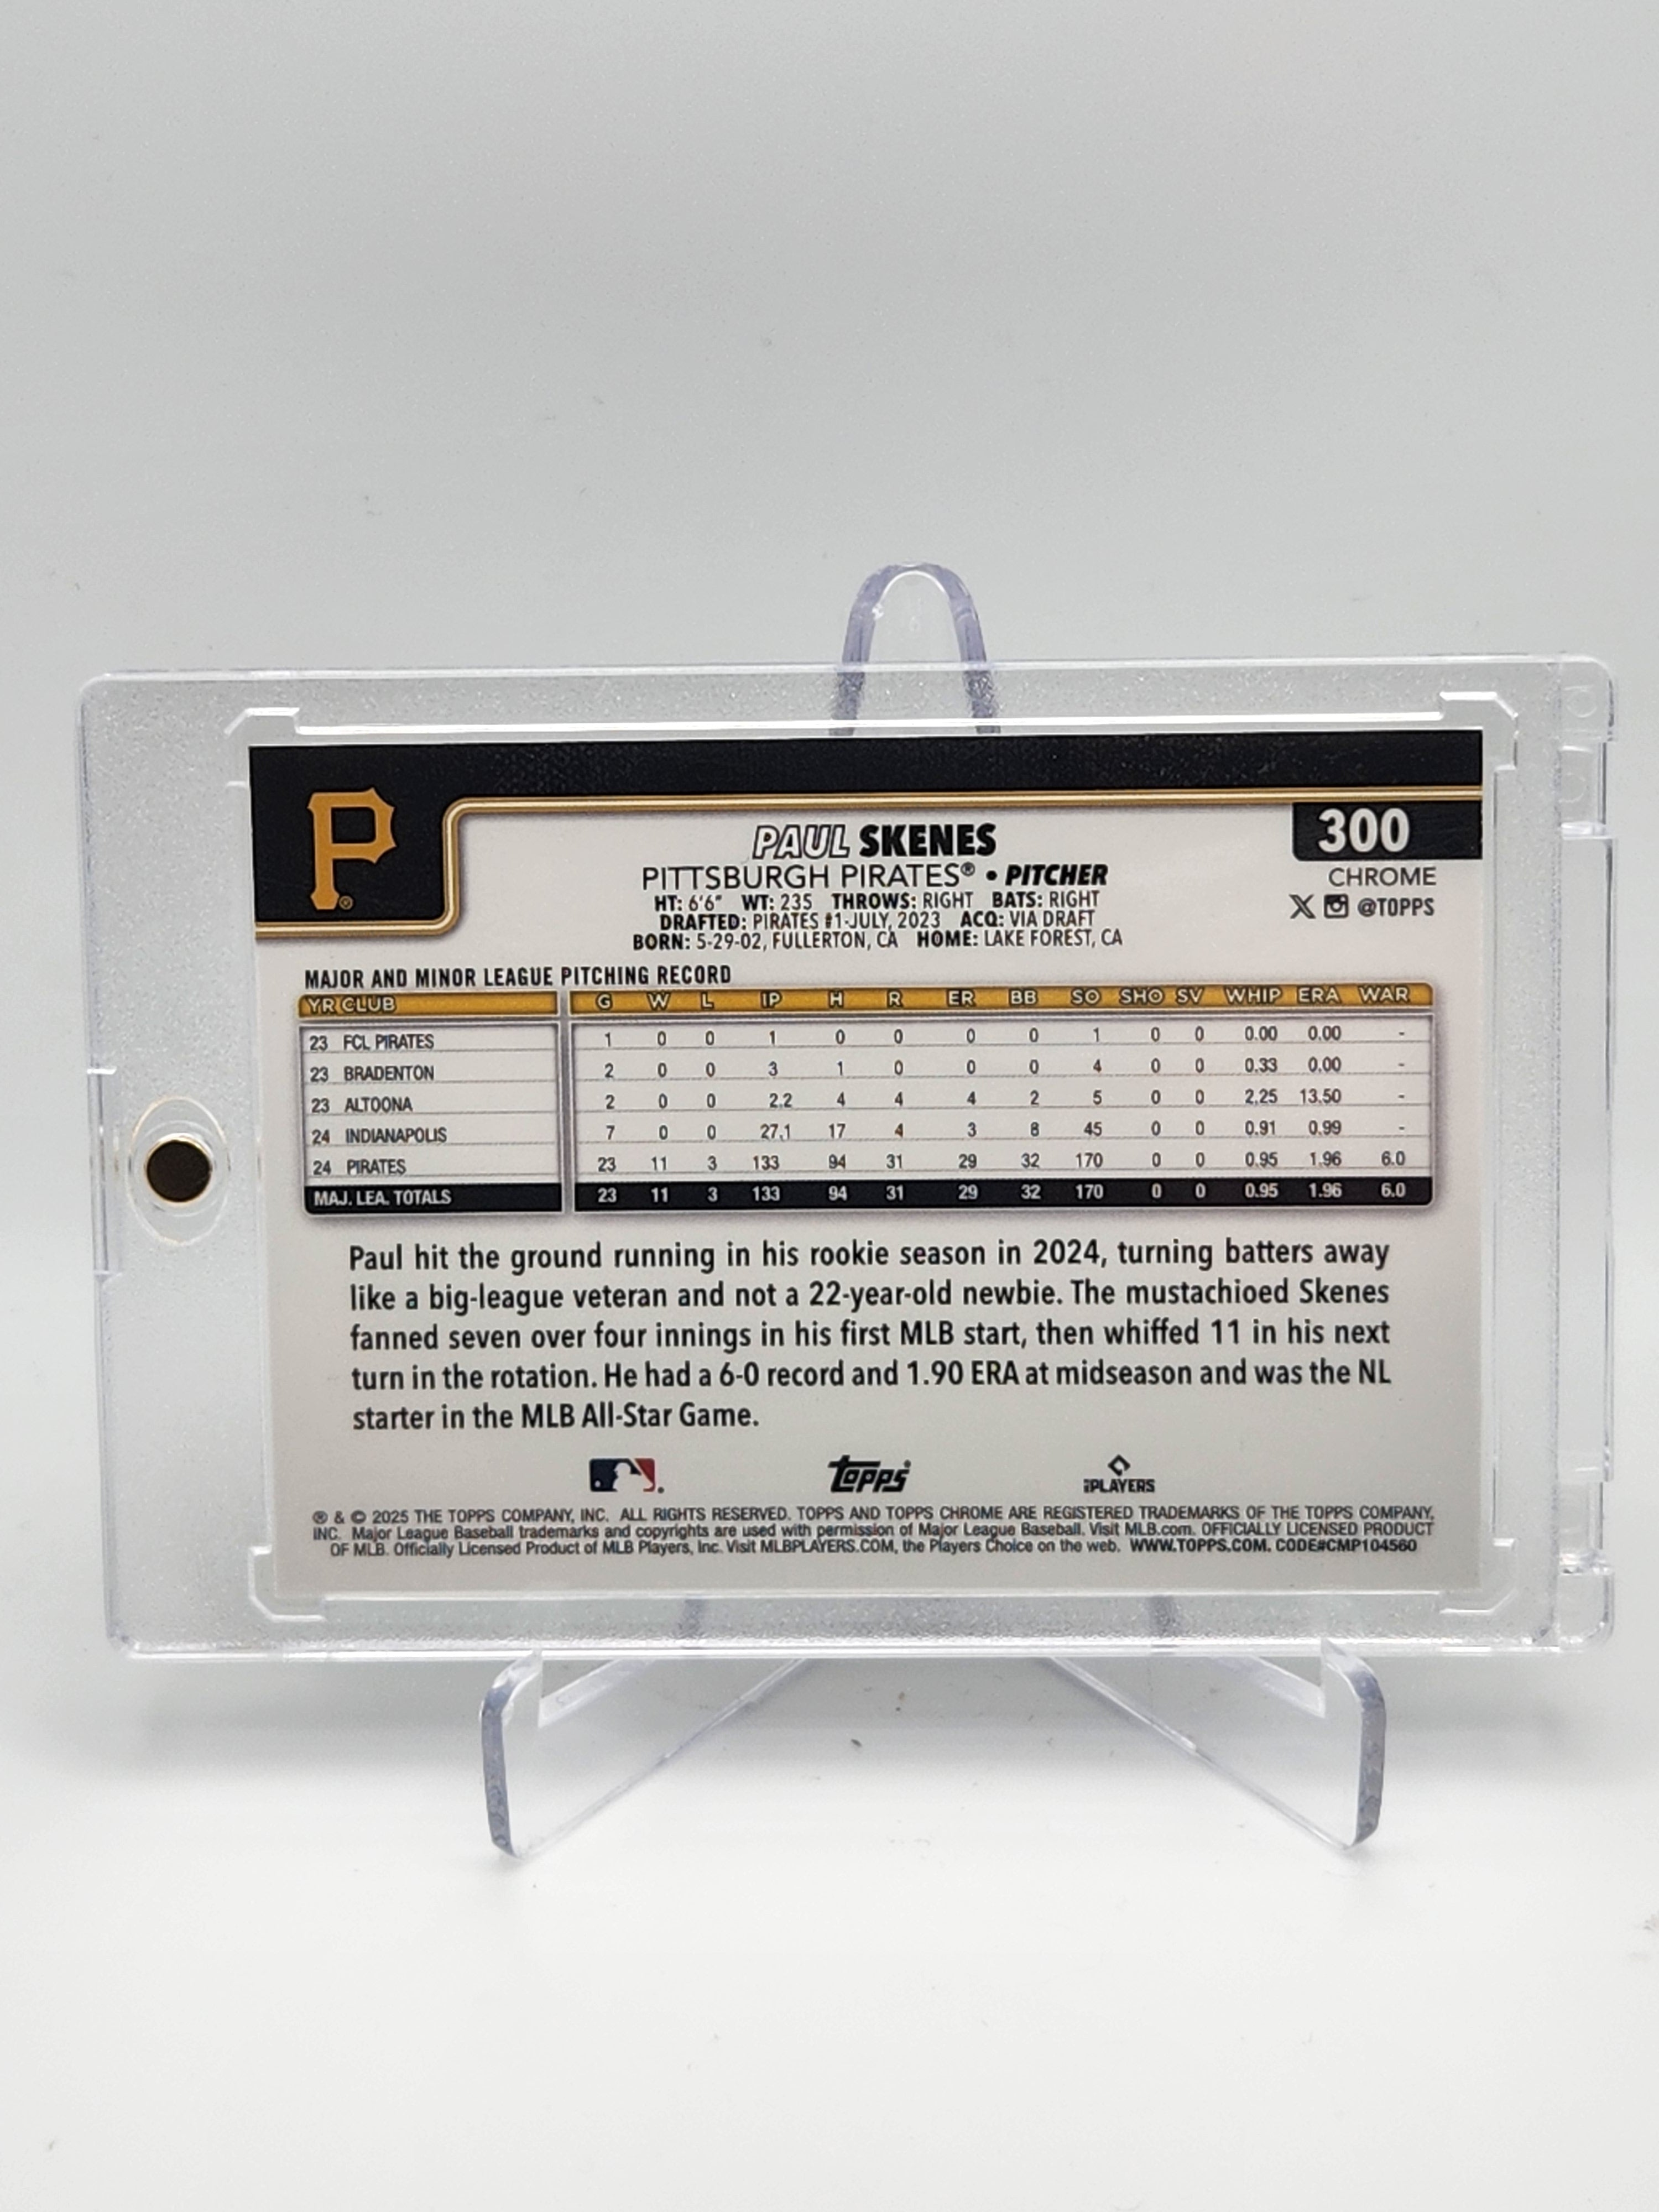 P®
PAUL SKENES
PITTSBURGH PIRATES® • PITCHER
HT: 6'6" WT: 235 THROWS: RIGHT BATS: RIGHT
DRAFTED: PIRATES #1-JULY, 2023 ACQ: VIA DRAFT
BORN: 5-29-02, FULLERTON, CA HOME: LAKE FOREST, CA
300
CHROME
X @TOPPS
MAJOR AND MINOR LEAGUE PITCHING RECORD
YR CLUB G W L IP H R ER BB SO SHO SV WHIP ERA WAR
23 FCL PIRATES 1 0 0 1 0 0 0 0 1 0 0 0.00 0.00 -
23 BRADENTON 2 0 0 3 1 0 0 0 4 0 0 0.33 0.00 -
23 ALTOONA 2 0 0 2.2 4 4 4 2 5 0 0 2.25 13.50 -
24 INDIANAPOLIS 7 0 0 27.1 17 4 3 8 45 0 0 0.91 0.99 -
24 PIRATES 23 11 3 133 94 31 29 32 170 0 0 0.95 1.96 6.0
MAJ. LEA. TOTALS 23 11 3 133 94 31 29 32 170 0 0 0.95 1.96 6.0
Paul hit the ground running in his rookie season in 2024, turning batters away
like a big-league veteran and not a 22-year-old newbie. The mustachioed Skenes
fanned seven over four innings in his first MLB start, then whiffed 11 in his next
turn in the rotation. He had a 6-0 record and 1.90 ERA at midseason and was the NL
starter in the MLB All-Star Game.
Topps®
PLAYERS
® & © 2025 THE TOPPS COMPANY, INC. ALL RIGHTS RESERVED. TOPPS AND TOPPS CHROME ARE REGISTERED TRADEMARKS OF THE TOPPS COMPANY,
INC. Major League Baseball trademarks and copyrights are used with permission of Major League Baseball. Visit MLB.com. OFFICIALLY LICENSED PRODUCT
OF MLB. Officially Licensed Product of MLB Players, Inc. Visit MLBPLAYERS.COM, the Players Choice on the web. WWW.TOPPS.COM. CODE#CMP104560